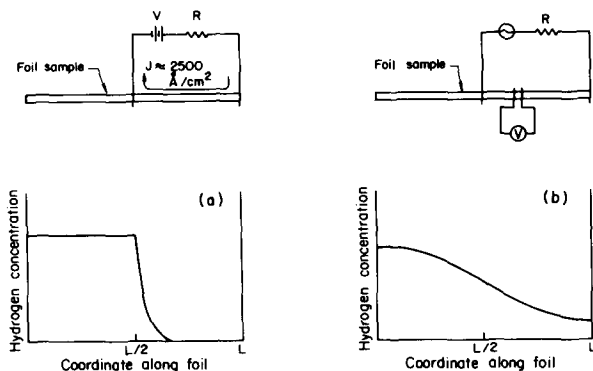 V R
Foil sample
J ≈ 2500
A/cm²
Hydrogen concentration
(a)
L/2 L
Coordinate along foil
R
Foil sample
V
Hydrogen concentration
(b)
L/2 L
Coordinate along foil